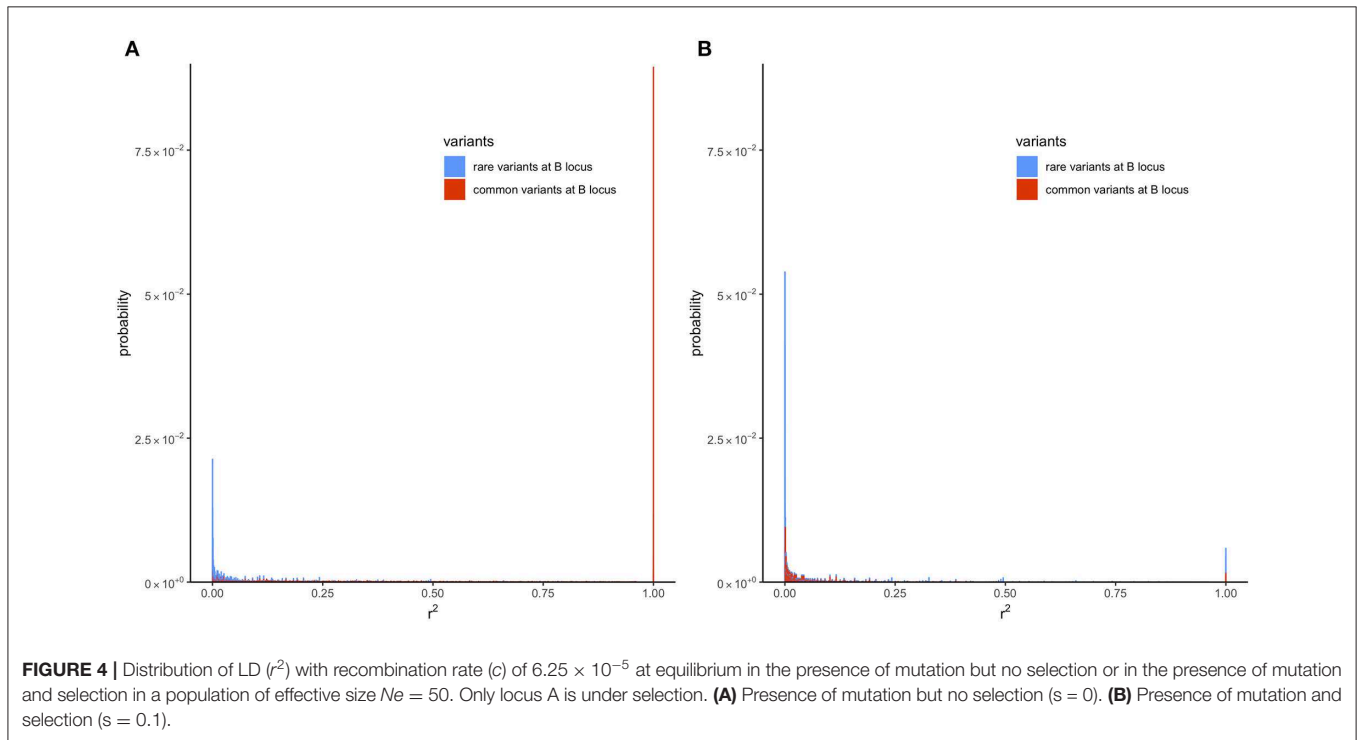 A
7.5 × 10⁻²
5 × 10⁻²
2.5 × 10⁻²
0 × 10⁺⁰
probability
0.00
0.25
0.50
0.75
1.00
r²
variants
rare variants at B locus
common variants at B locus
B
7.5 × 10⁻²
5 × 10⁻²
2.5 × 10⁻²
0 × 10⁺⁰
probability
0.00
0.25
0.50
0.75
1.00
r²
variants
rare variants at B locus
common variants at B locus
FIGURE 4 | Distribution of LD (r²) with recombination rate (c) of 6.25 × 10⁻⁵ at equilibrium in the presence of mutation but no selection or in the presence of mutation
and selection in a population of effective size Ne = 50. Only locus A is under selection. (A) Presence of mutation but no selection (s = 0). (B) Presence of mutation and
selection (s = 0.1).